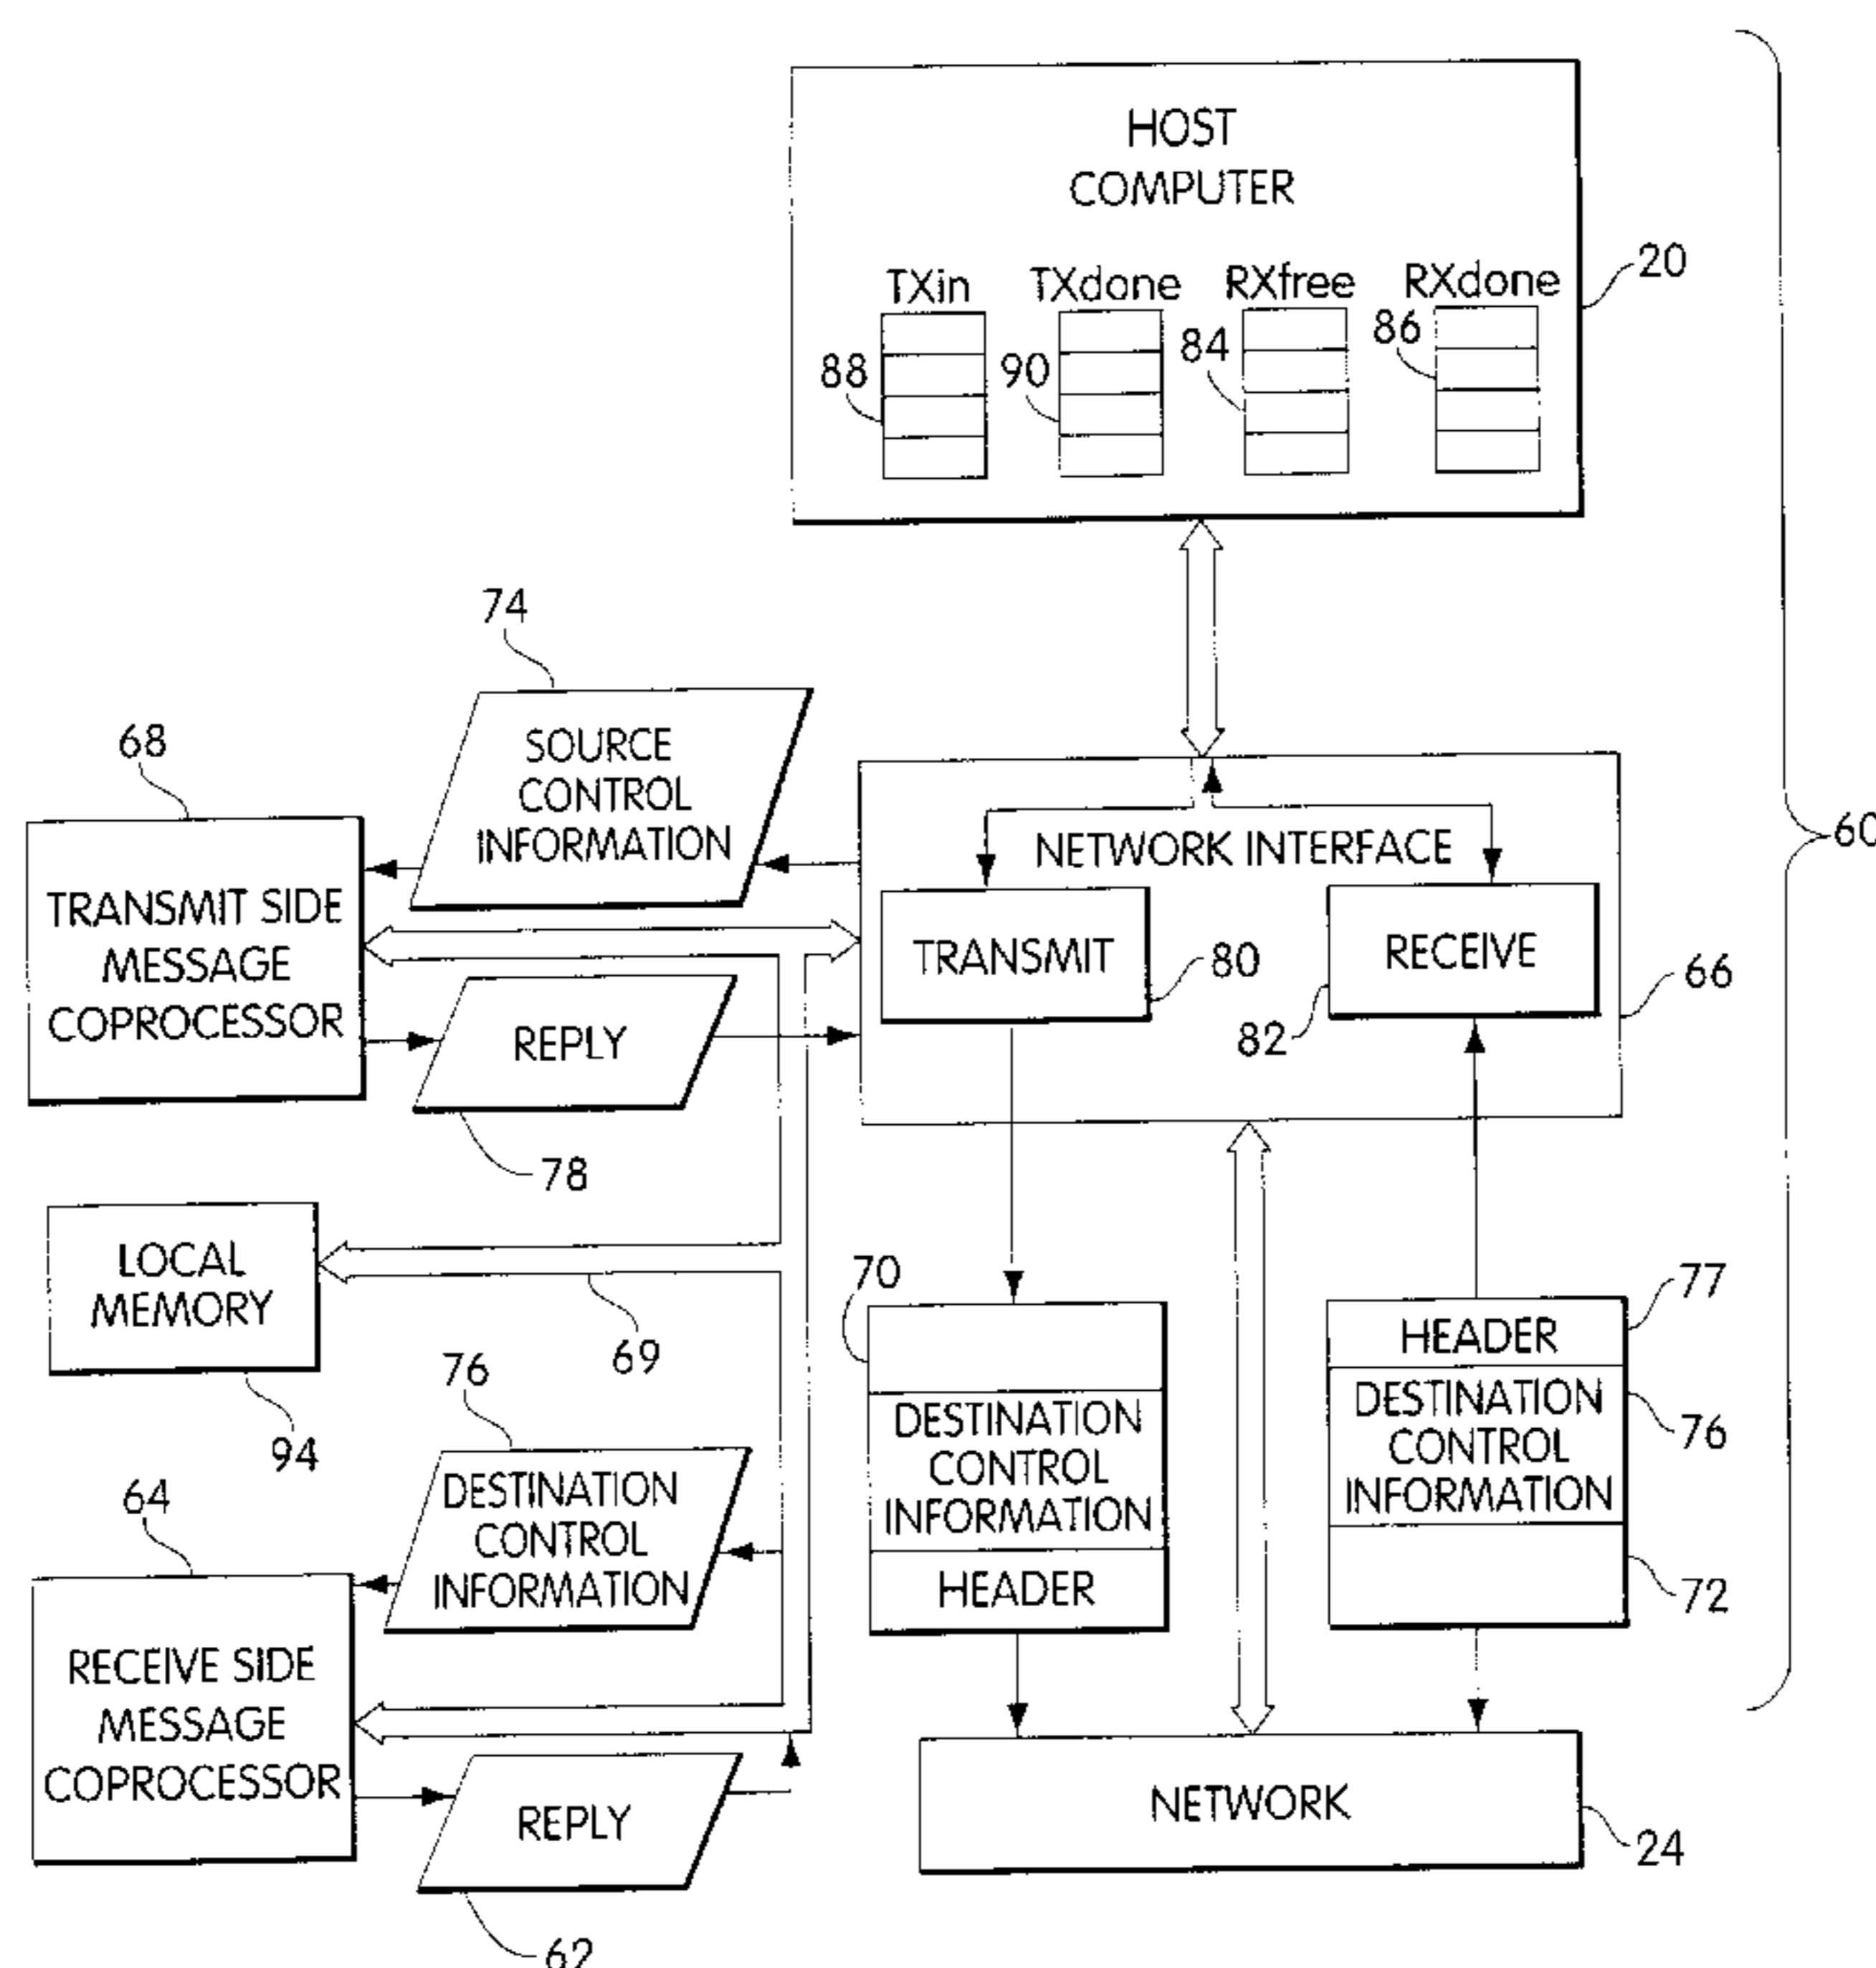 HOST
COMPUTER
TXin TXdone RXfree RXdone
20
88
90
84
86
74
SOURCE
CONTROL
INFORMATION
68
TRANSMIT SIDE
MESSAGE
COPROCESSOR
REPLY
78
NETWORK INTERFACE
TRANSMIT
80
RECEIVE
82
66
60
LOCAL
MEMORY
94
69
76
DESTINATION
CONTROL
INFORMATION
64
RECEIVE SIDE
MESSAGE
COPROCESSOR
REPLY
62
70
DESTINATION
CONTROL
INFORMATION
HEADER
HEADER
77
DESTINATION
CONTROL
INFORMATION
76
72
NETWORK
24